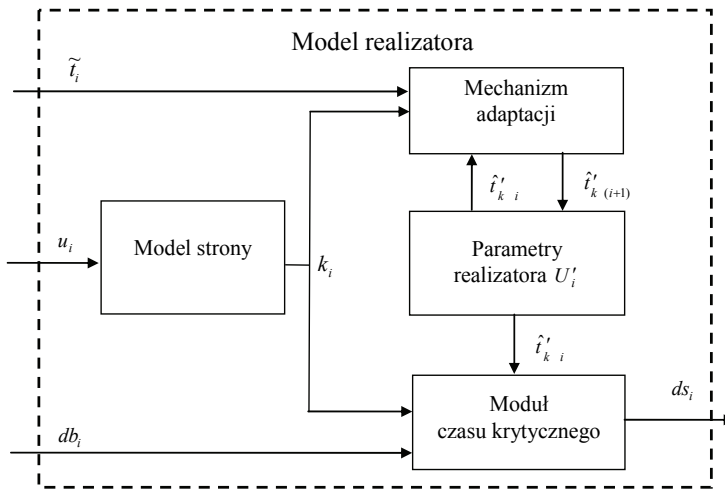 Model realizatora
t̃ᵢ
Mechanizm
adaptacji
t̂′ₖ ᵢ
t̂′ₖ ₍ᵢ₊₁₎
uᵢ
Model strony
kᵢ
Parametry
realizatora U′ᵢ
t̂′ₖ ᵢ
Moduł
czasu krytycznego
dsᵢ
dbᵢ